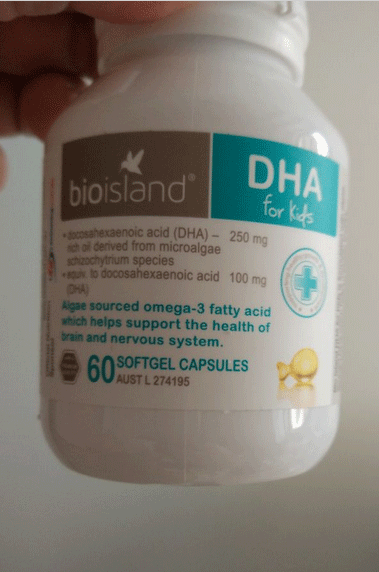 bioisland®
DHA
for kids
• docosahexaenoic acid (DHA) – 250 mg
rich oil derived from microalgae
schizochytrium species
• equiv. to docosahexaenoic acid 100 mg
(DHA)
Algae sourced omega-3 fatty acid
which helps support the health of
brain and nervous system.
60 SOFTGEL CAPSULES
AUST L 274195